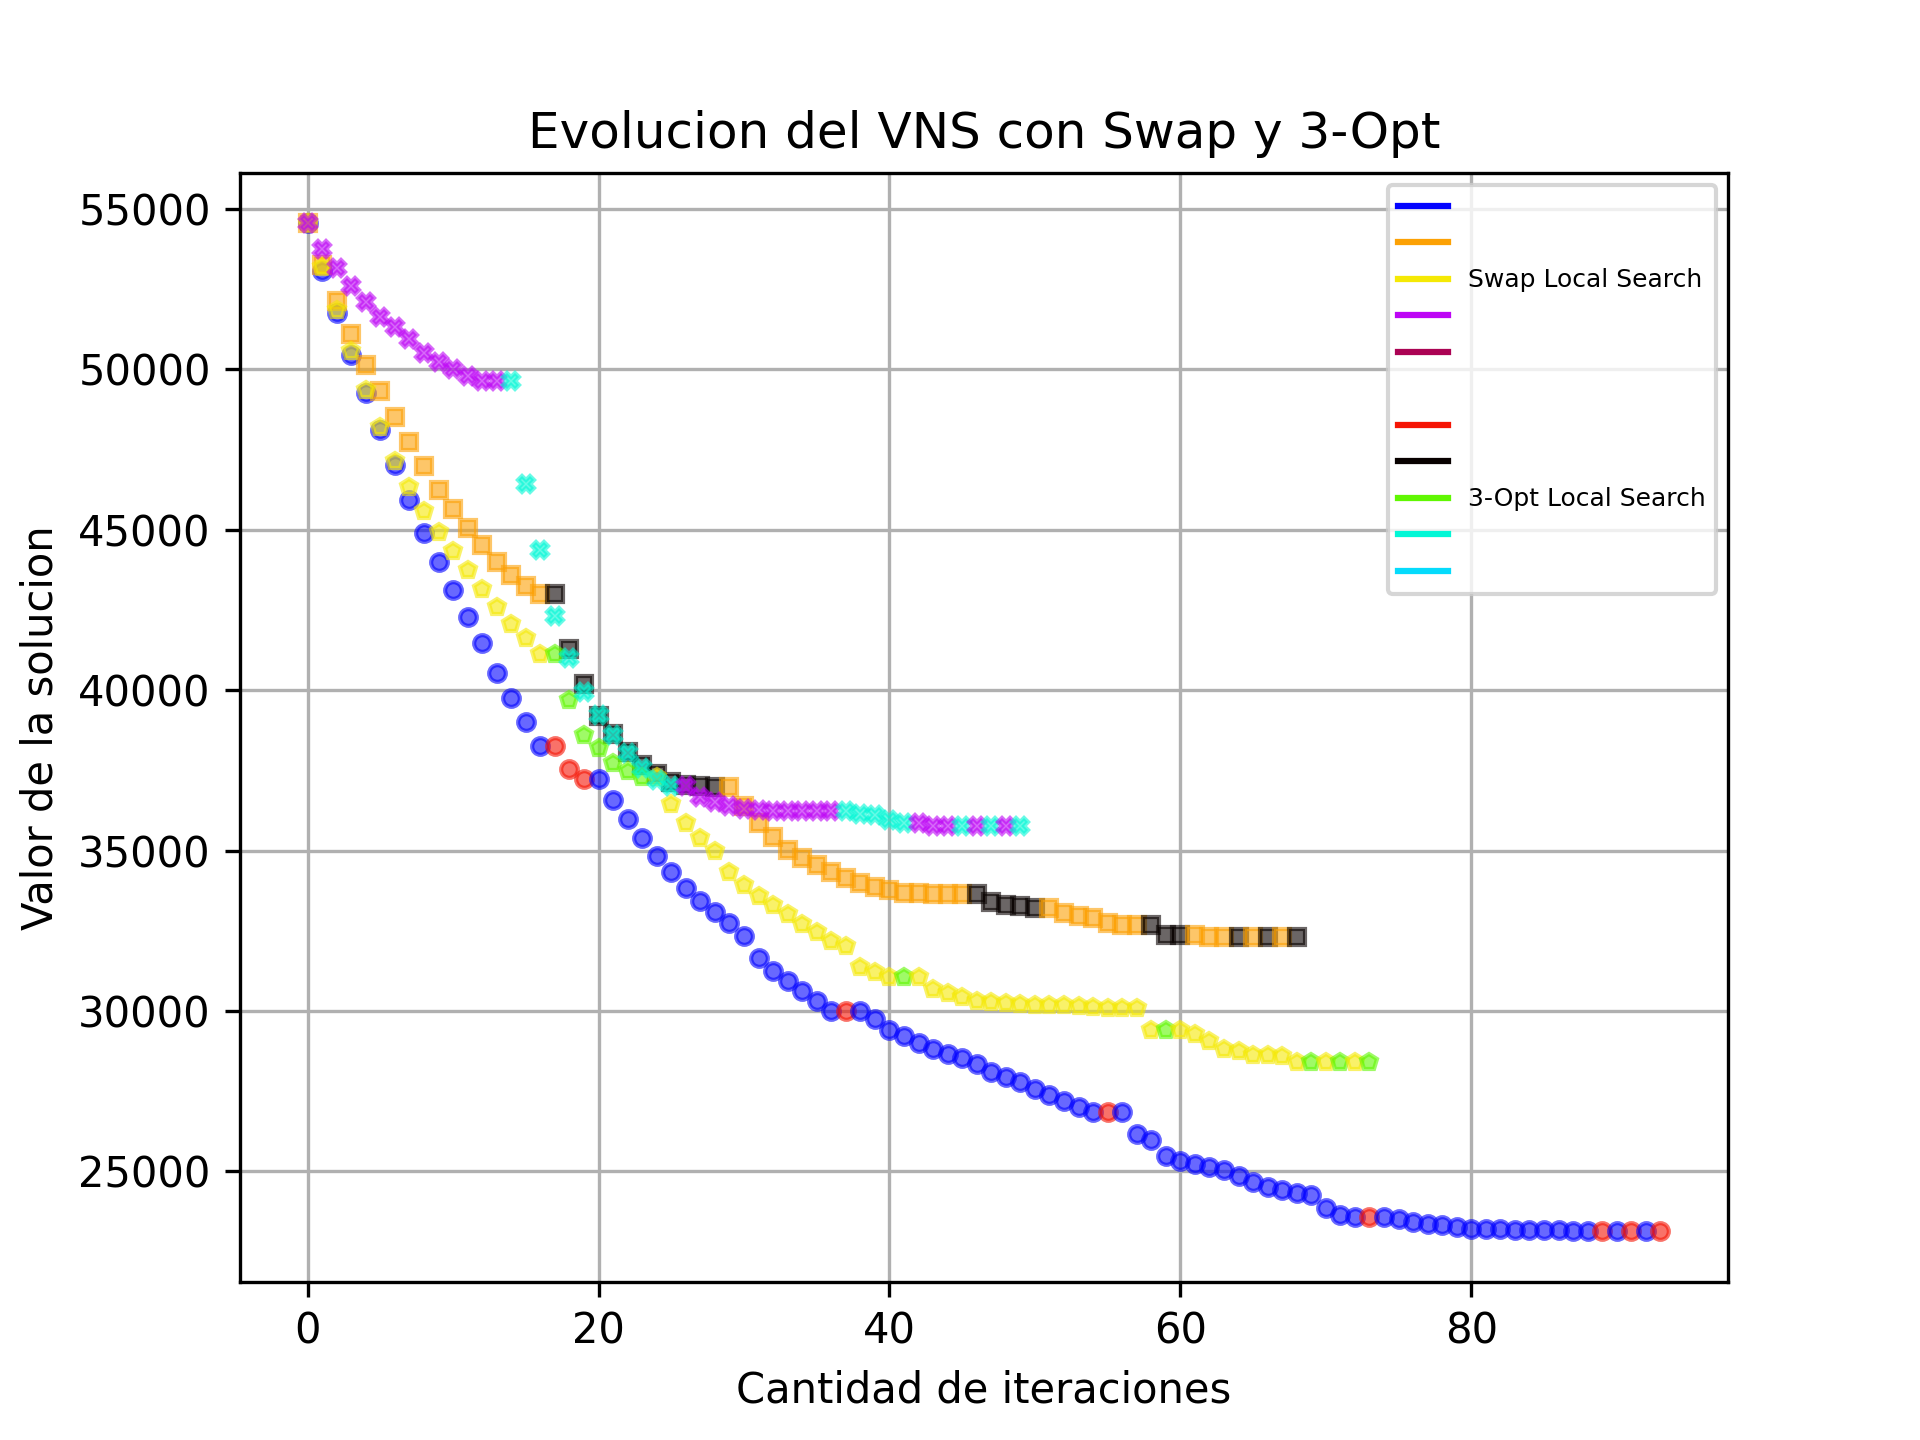 Evolucion del VNS con Swap y 3-Opt
55000
50000
45000
40000
35000
30000
25000
Valor de la solucion
Swap Local Search
3-Opt Local Search
0 20 40 60 80
Cantidad de iteraciones